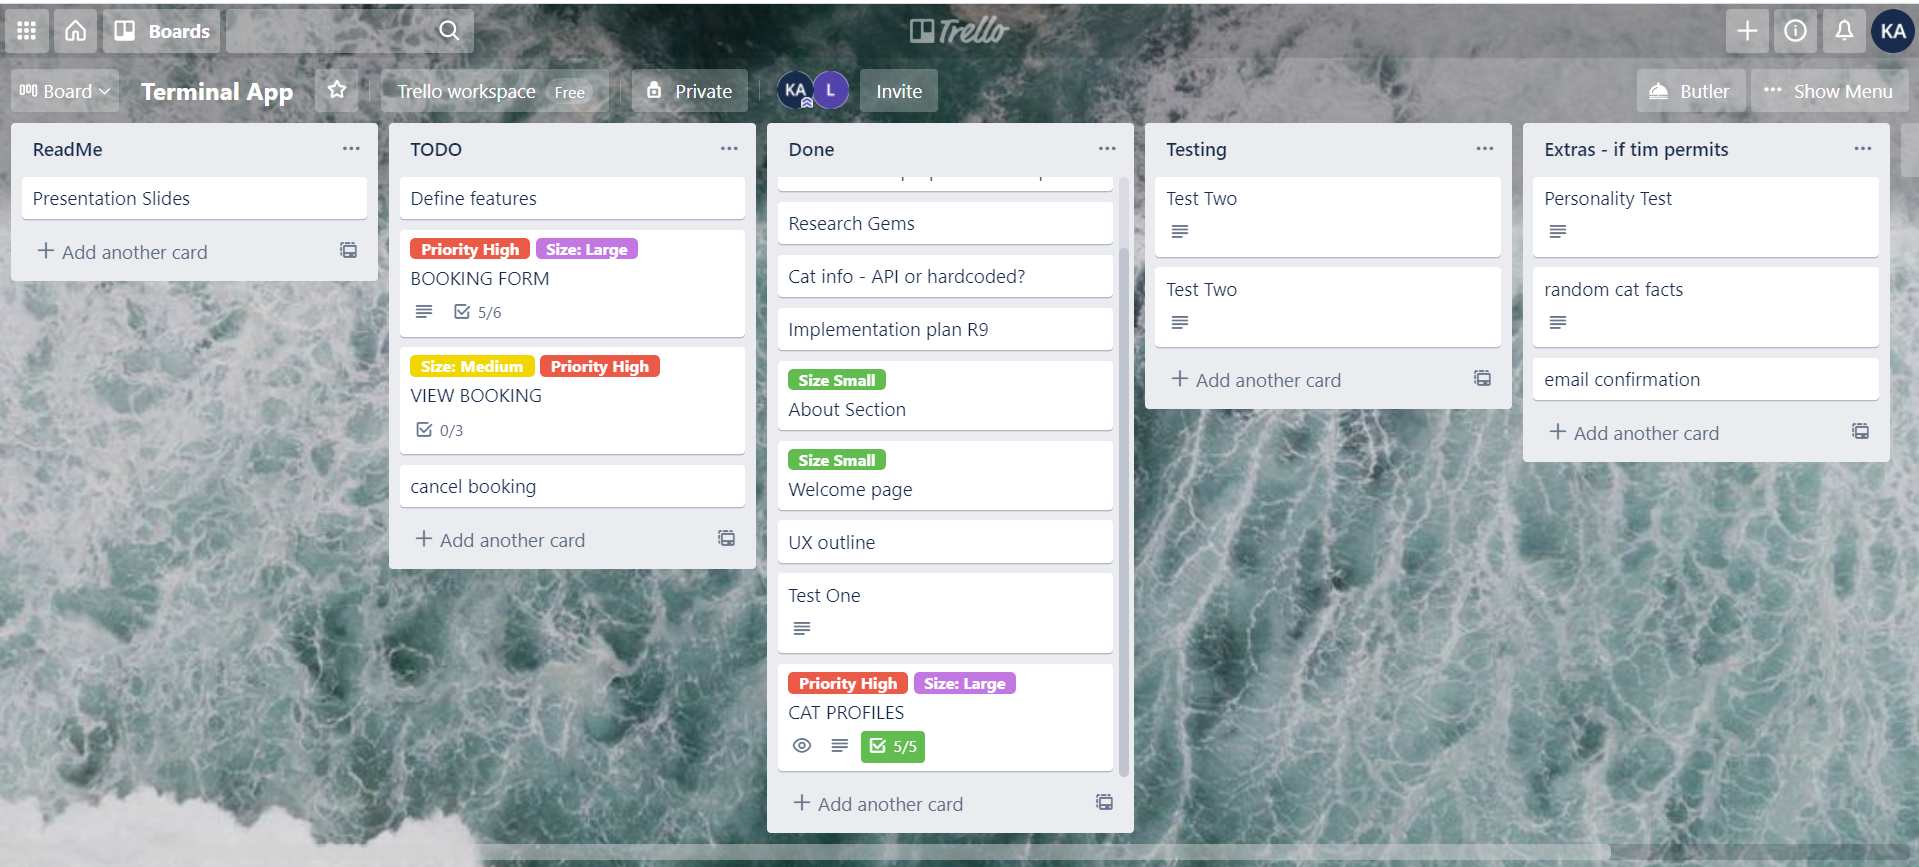 Boards
Trello
KA
Board
Terminal App
Trello workspace Free
Private
KA L
Invite
Butler
Show Menu
ReadMe
Presentation Slides
Add another card
TODO
Define features
Priority High Size: Large
BOOKING FORM
5/6
Size: Medium Priority High
VIEW BOOKING
0/3
cancel booking
Add another card
Done
Research Gems
Cat info - API or hardcoded?
Implementation plan R9
Size Small
About Section
Size Small
Welcome page
UX outline
Test One
Priority High Size: Large
CAT PROFILES
5/5
Add another card
Testing
Test Two
Test Two
Add another card
Extras - if tim permits
Personality Test
random cat facts
email confirmation
Add another card